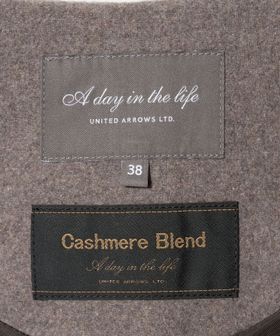 A day in the life
UNITED ARROWS LTD.
38
Cashmere Blend
A day in the life
UNITED ARROWS LTD.